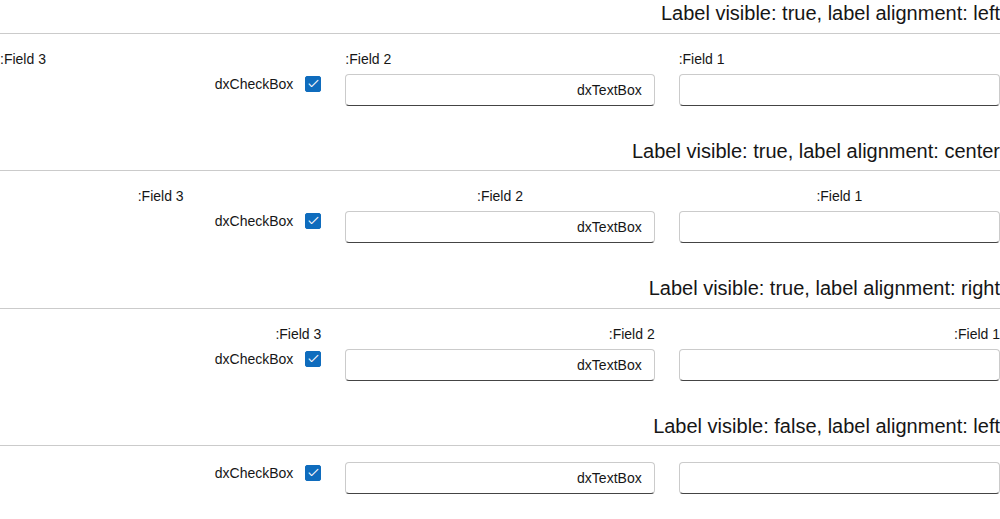 Label visible: true, label alignment: left
:Field 1
:Field 2
:Field 3
dxTextBox
dxCheckBox
Label visible: true, label alignment: center
:Field 1
:Field 2
:Field 3
dxTextBox
dxCheckBox
Label visible: true, label alignment: right
:Field 1
:Field 2
:Field 3
dxTextBox
dxCheckBox
Label visible: false, label alignment: left
dxTextBox
dxCheckBox